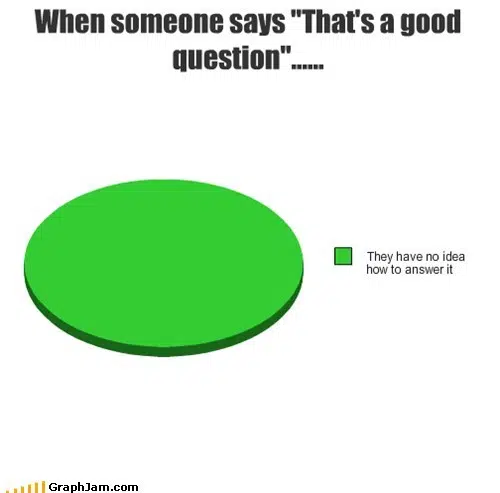 When someone says "That's a good
question"......
They have no idea
how to answer it
GraphJam.com